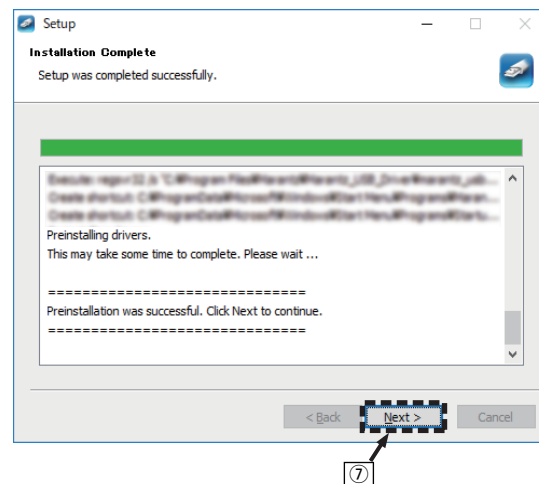 Setup
Installation Complete
Setup was completed successfully.
Preinstalling drivers.
This may take some time to complete. Please wait ...
==============================
Preinstallation was successful. Click Next to continue.
==============================
< Back Next > Cancel
⑦